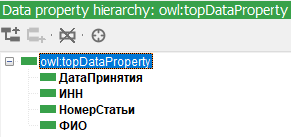 Data property hierarchy: owl:topDataProperty
owl:topDataProperty
ДатаПринятия
ИНН
НомерСтатьи
ФИО